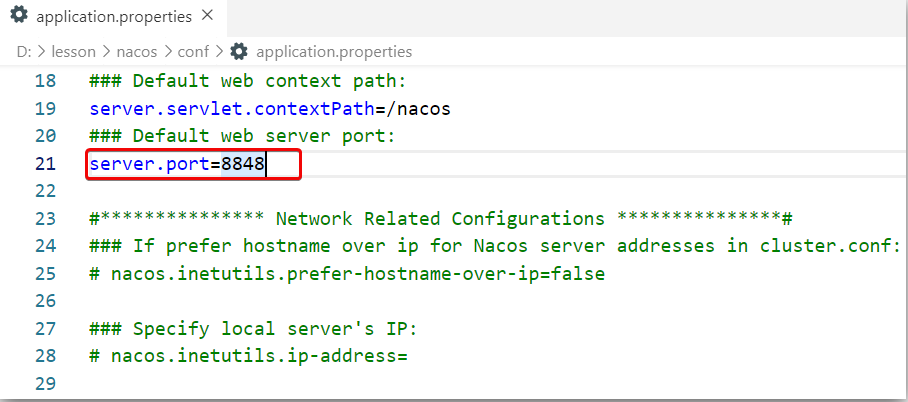 application.properties
D: > lesson > nacos > conf > application.properties
18 ### Default web context path:
19 server.servlet.contextPath=/nacos
20 ### Default web server port:
21 server.port=8848
22
23 #*************** Network Related Configurations ***************#
24 ### If prefer hostname over ip for Nacos server addresses in cluster.conf:
25 # nacos.inetutils.prefer-hostname-over-ip=false
26
27 ### Specify local server's IP:
28 # nacos.inetutils.ip-address=
29